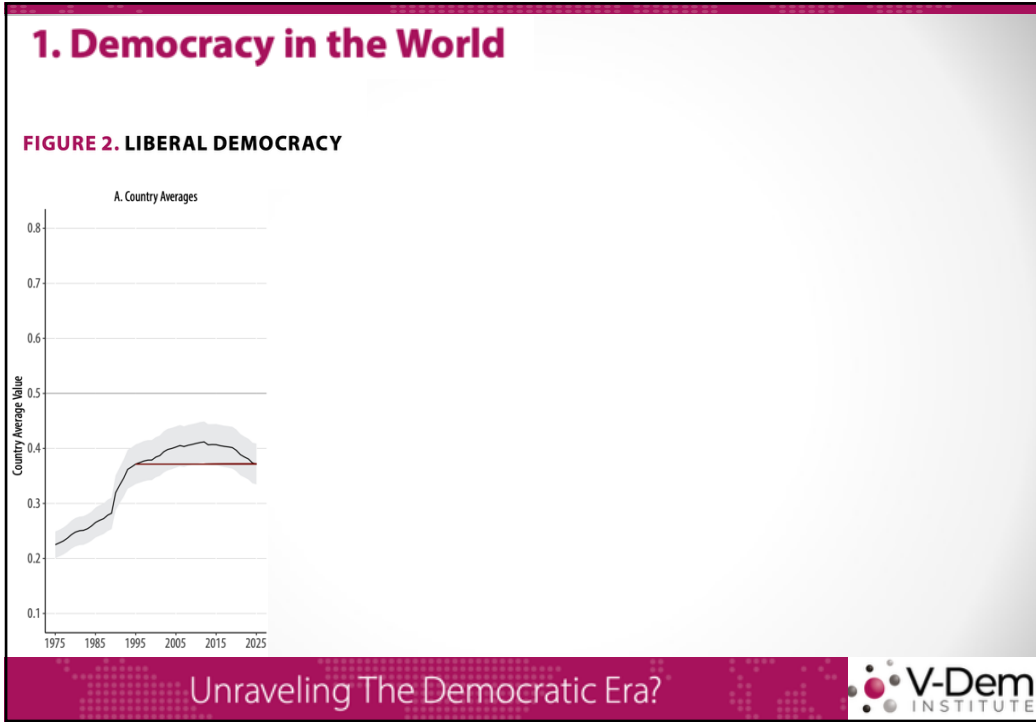 1. Democracy in the World
FIGURE 2. LIBERAL DEMOCRACY
A. Country Averages
Country Average Value
0.8
0.7
0.6
0.5
0.4
0.3
0.2
0.1
1975 1985 1995 2005 2015 2025
Unraveling The Democratic Era?
V-Dem
INSTITUTE